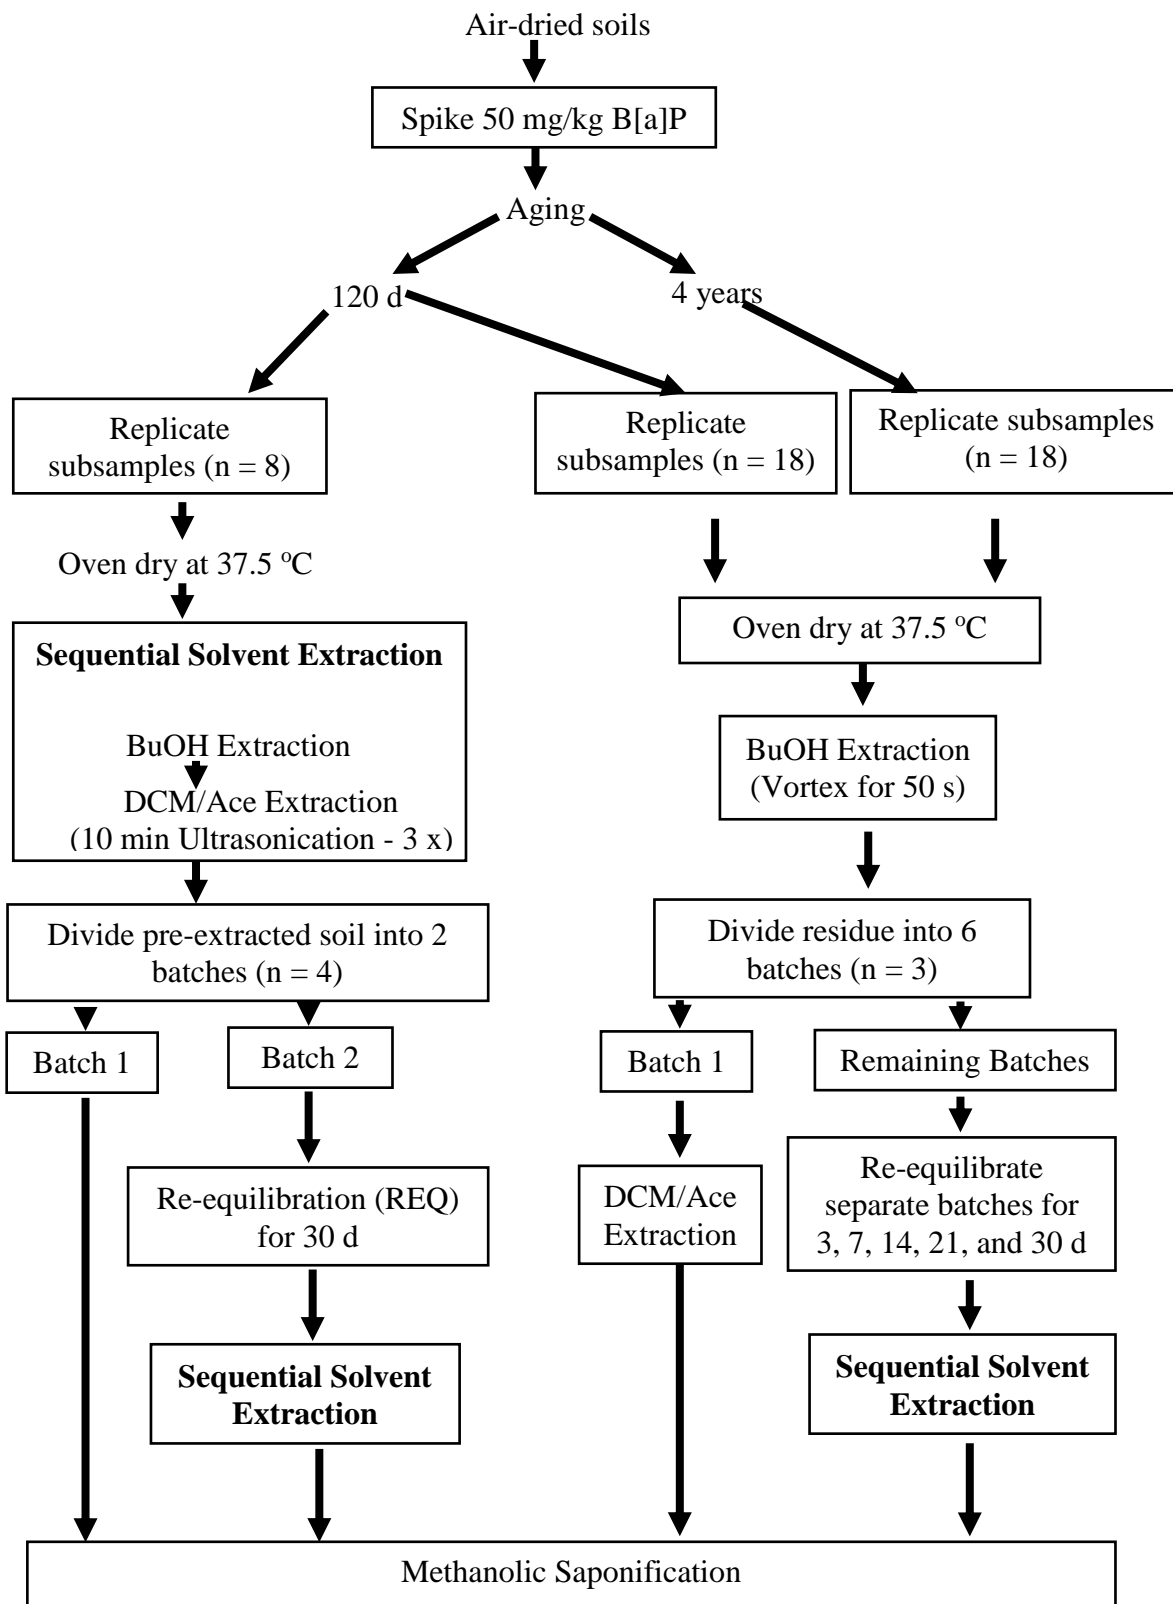 Air-dried soils
Spike 50 mg/kg B[a]P
Aging
120 d
4 years
Replicate
subsamples (n = 8)
Replicate
subsamples (n = 18)
Replicate subsamples
(n = 18)
Oven dry at 37.5 ºC
Oven dry at 37.5 ºC
Sequential Solvent Extraction
BuOH Extraction
DCM/Ace Extraction
(10 min Ultrasonication - 3 x)
BuOH Extraction
(Vortex for 50 s)
Divide pre-extracted soil into 2
batches (n = 4)
Divide residue into 6
batches (n = 3)
Batch 1
Batch 2
Batch 1
Remaining Batches
Re-equilibration (REQ)
for 30 d
DCM/Ace
Extraction
Re-equilibrate
separate batches for
3, 7, 14, 21, and 30 d
Sequential Solvent
Extraction
Sequential Solvent
Extraction
Methanolic Saponification